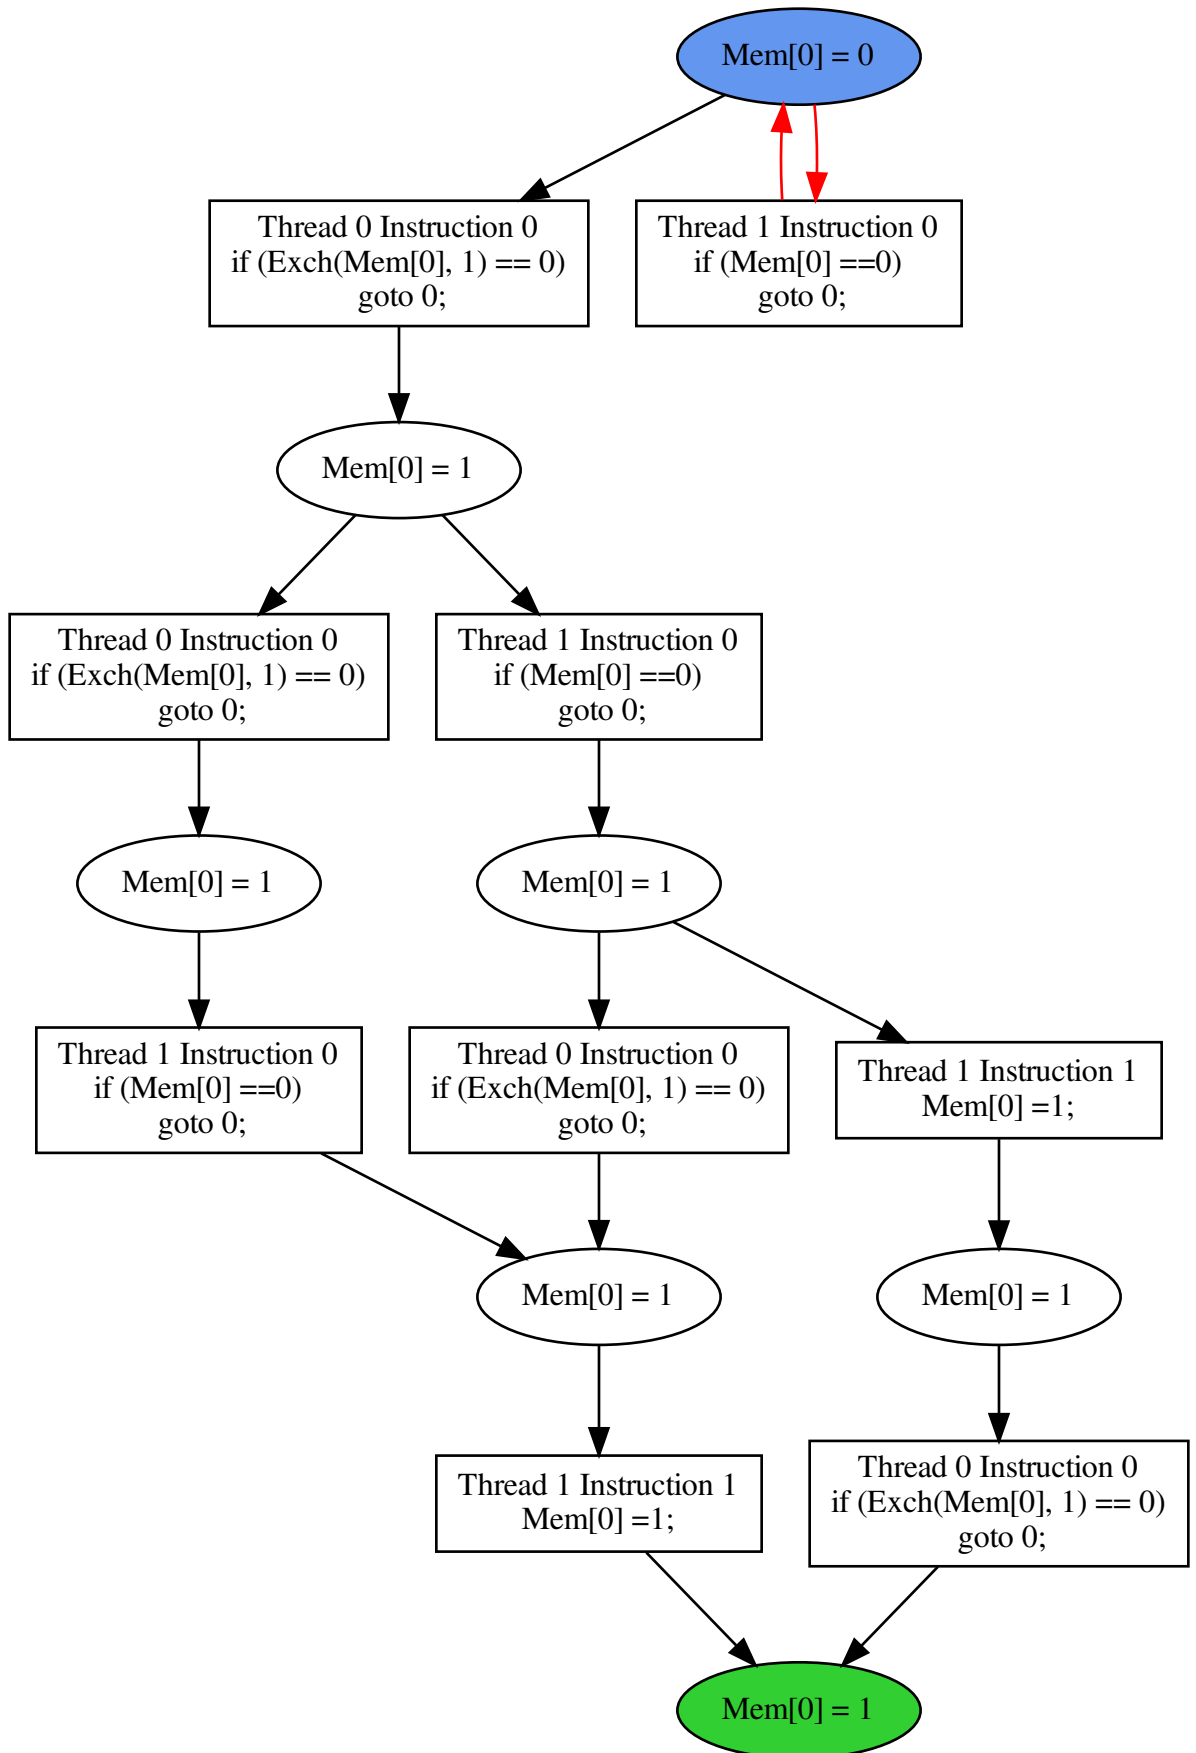 Mem[0] = 0
Thread 0 Instruction 0
if (Exch(Mem[0], 1) == 0)
goto 0;
Thread 1 Instruction 0
if (Mem[0] ==0)
goto 0;
Mem[0] = 1
Thread 0 Instruction 0
if (Exch(Mem[0], 1) == 0)
goto 0;
Thread 1 Instruction 0
if (Mem[0] ==0)
goto 0;
Mem[0] = 1
Mem[0] = 1
Thread 1 Instruction 0
if (Mem[0] ==0)
goto 0;
Thread 0 Instruction 0
if (Exch(Mem[0], 1) == 0)
goto 0;
Thread 1 Instruction 1
Mem[0] =1;
Mem[0] = 1
Mem[0] = 1
Thread 1 Instruction 1
Mem[0] =1;
Thread 0 Instruction 0
if (Exch(Mem[0], 1) == 0)
goto 0;
Mem[0] = 1